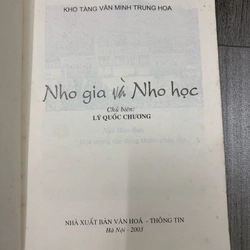 KHO TÀNG VĂN MINH TRUNG HOA
Nho gia và Nho học
Chủ biên:
LÝ QUỐC CHƯƠNG
NHÀ XUẤT BẢN VĂN HOÁ - THÔNG TIN
Hà Nội - 2003